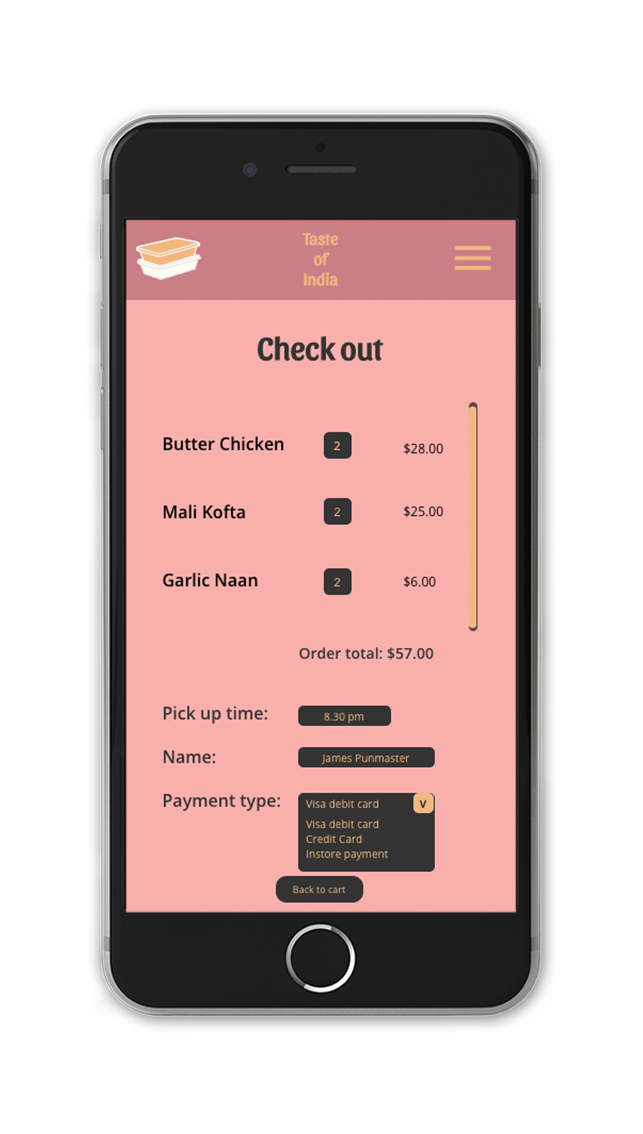 Taste
of
India
Check out
Butter Chicken 2 $28.00
Mali Kofta 2 $25.00
Garlic Naan 2 $6.00
Order total: $57.00
Pick up time: 8.30 pm
Name: James Punmaster
Payment type: Visa debit card V
Visa debit card
Credit Card
Instore payment
Back to cart